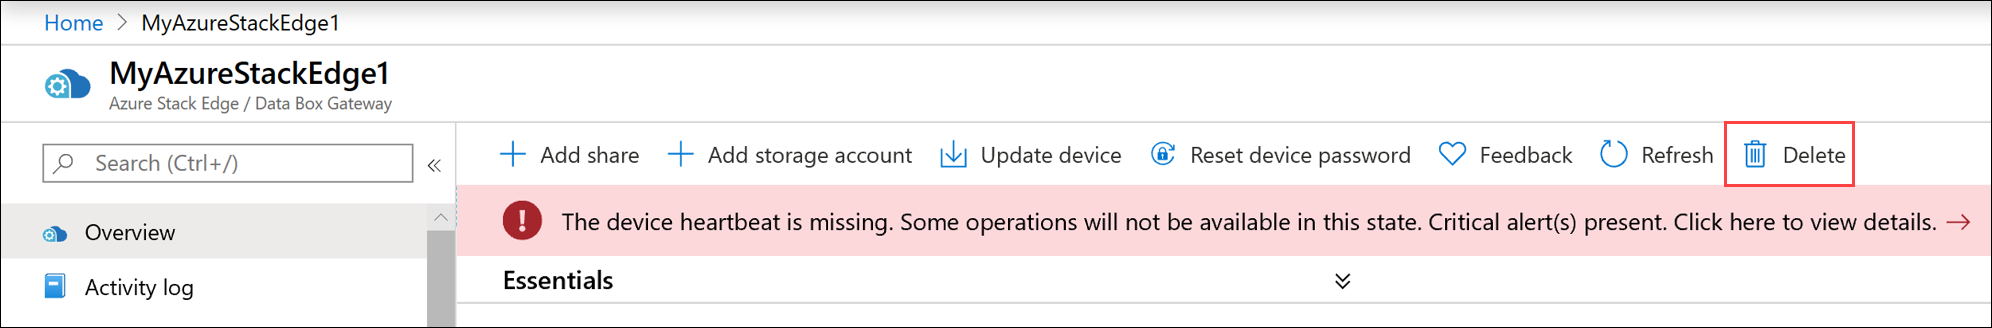 Home > MyAzureStackEdge1
MyAzureStackEdge1
Azure Stack Edge / Data Box Gateway
Search (Ctrl+/)
Overview
Activity log
Add share Add storage account Update device Reset device password Feedback Refresh Delete
The device heartbeat is missing. Some operations will not be available in this state. Critical alert(s) present. Click here to view details. →
Essentials